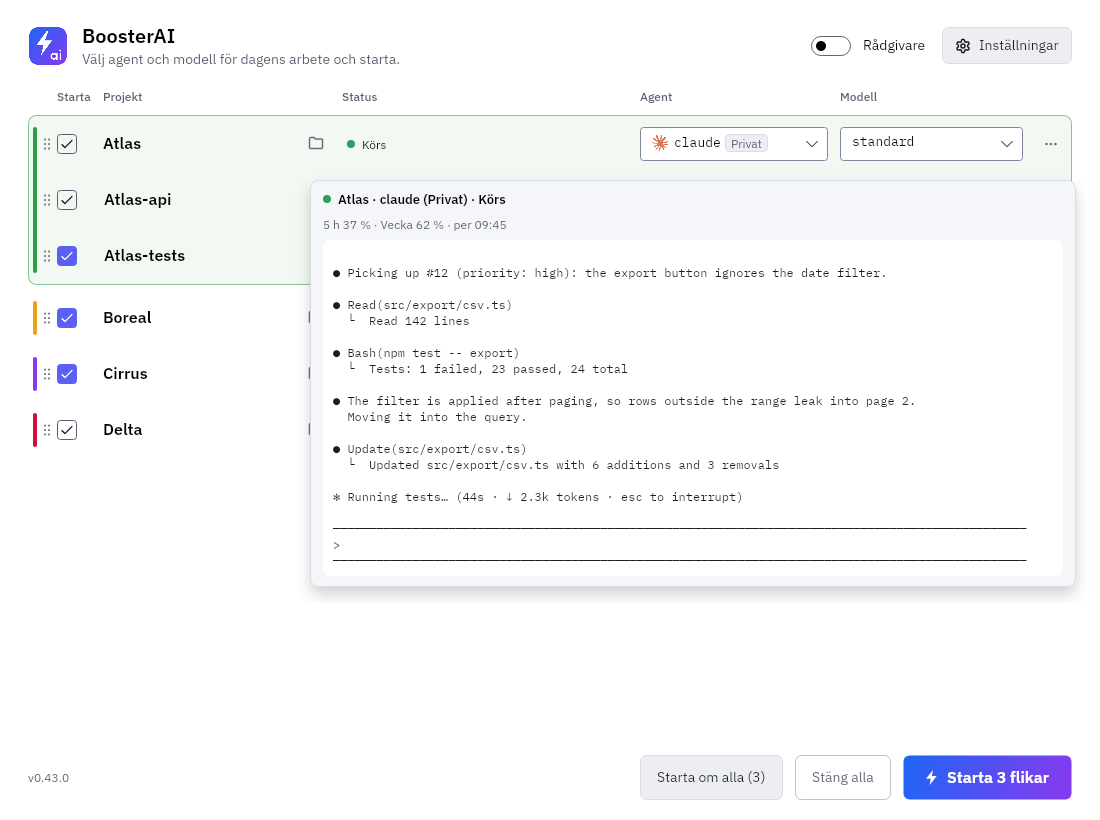 ai
BoosterAI
Välj agent och modell för dagens arbete och starta.
Rådgivare
Inställningar
Starta Projekt Status Agent Modell
Atlas Körs claude Privat standard
Atlas-api
Atlas-tests
Boreal
Cirrus
Delta
Atlas · claude (Privat) · Körs
5 h 37 % · Vecka 62 % · per 09:45
● Picking up #12 (priority: high): the export button ignores the date filter.
● Read(src/export/csv.ts)
└ Read 142 lines
● Bash(npm test -- export)
└ Tests: 1 failed, 23 passed, 24 total
● The filter is applied after paging, so rows outside the range leak into page 2.
Moving it into the query.
● Update(src/export/csv.ts)
└ Updated src/export/csv.ts with 6 additions and 3 removals
✻ Running tests… (44s · ↓ 2.3k tokens · esc to interrupt)
>
v0.43.0
Starta om alla (3)
Stäng alla
Starta 3 flikar